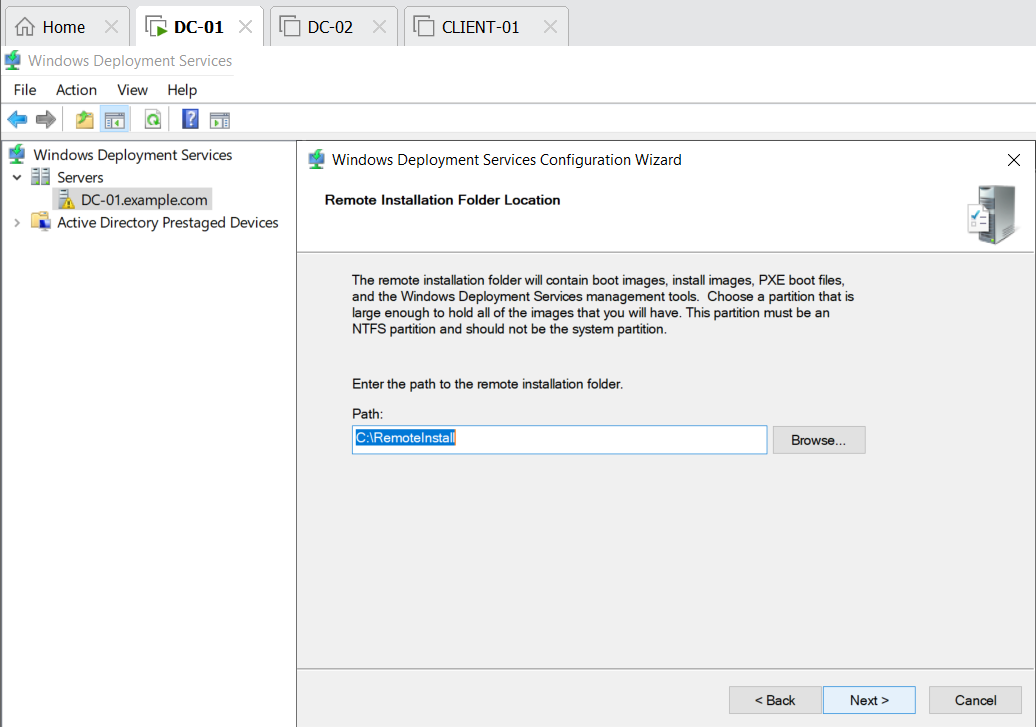 Home
DC-01
DC-02
CLIENT-01
Windows Deployment Services
File Action View Help
Windows Deployment Services
Servers
DC-01.example.com
Active Directory Prestaged Devices
Windows Deployment Services Configuration Wizard
Remote Installation Folder Location
The remote installation folder will contain boot images, install images, PXE boot files,
and the Windows Deployment Services management tools. Choose a partition that is
large enough to hold all of the images that you will have. This partition must be an
NTFS partition and should not be the system partition.
Enter the path to the remote installation folder.
Path:
C:\RemoteInstall
Browse...
< Back
Next >
Cancel